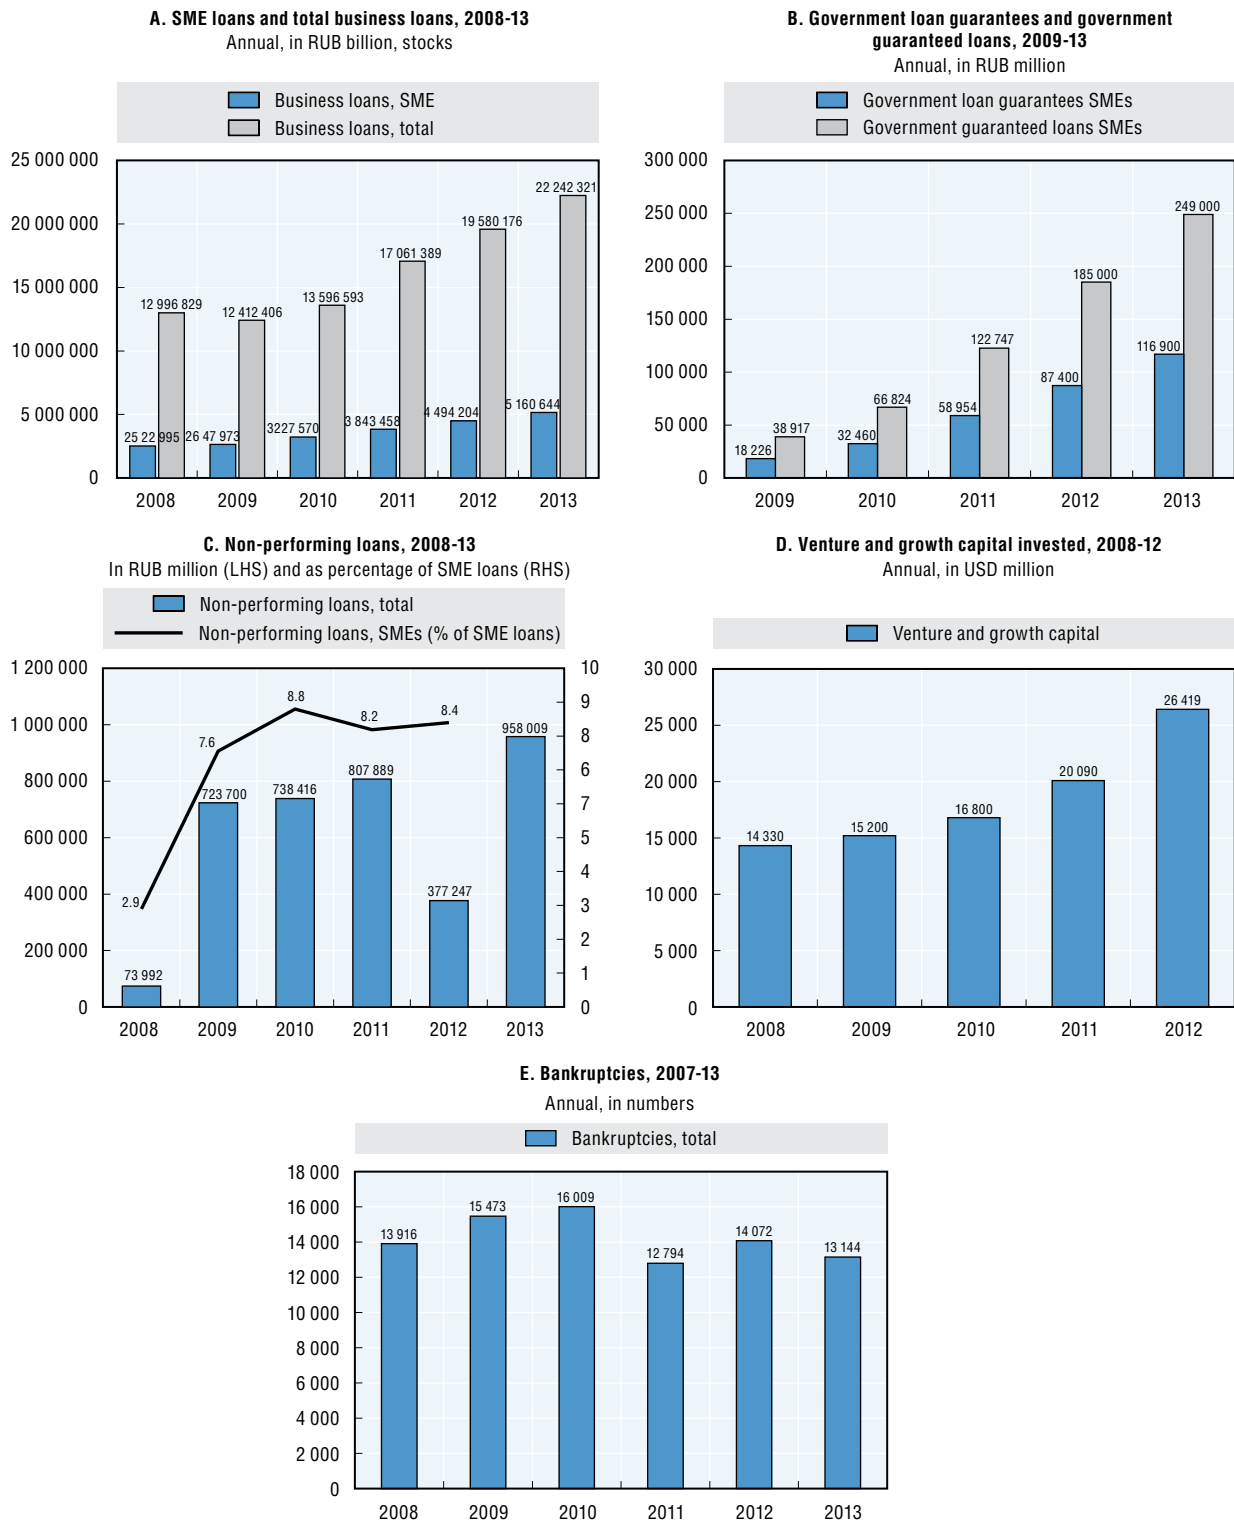 A. SME loans and total business loans, 2008-13
Annual, in RUB billion, stocks
Business loans, SME
Business loans, total
25 000 000
20 000 000
15 000 000
10 000 000
5 000 000
0
25 22 995
12 996 829
26 47 973
12 412 406
3227 570
13 596 593
3 843 458
17 061 389
4 494 204
19 580 176
5 160 644
22 242 321
2008
2009
2010
2011
2012
2013
B. Government loan guarantees and government
guaranteed loans, 2009-13
Annual, in RUB million
Government loan guarantees SMEs
Government guaranteed loans SMEs
300 000
250 000
200 000
150 000
100 000
50 000
0
18 226
38 917
32 460
66 824
58 954
122 747
87 400
185 000
116 900
249 000
2009
2010
2011
2012
2013
C. Non-performing loans, 2008-13
In RUB million (LHS) and as percentage of SME loans (RHS)
Non-performing loans, total
Non-performing loans, SMEs (% of SME loans)
1 200 000
1 000 000
800 000
600 000
400 000
200 000
0
10
9
8
6
7
5
4
3
2
1
0
2.9
7.6
8.8
8.2
8.4
73 992
723 700
738 416
807 889
377 247
958 009
2008
2009
2010
2011
2012
2013
D. Venture and growth capital invested, 2008-12
Annual, in USD million
Venture and growth capital
30 000
25 000
20 000
15 000
10 000
5 000
0
14 330
15 200
16 800
20 090
26 419
2008
2009
2010
2011
2012
E. Bankruptcies, 2007-13
Annual, in numbers
Bankruptcies, total
18 000
16 000
14 000
12 000
10 000
8 000
6 000
4 000
2 000
0
13 916
15 473
16 009
12 794
14 072
13 144
2008
2009
2010
2011
2012
2013